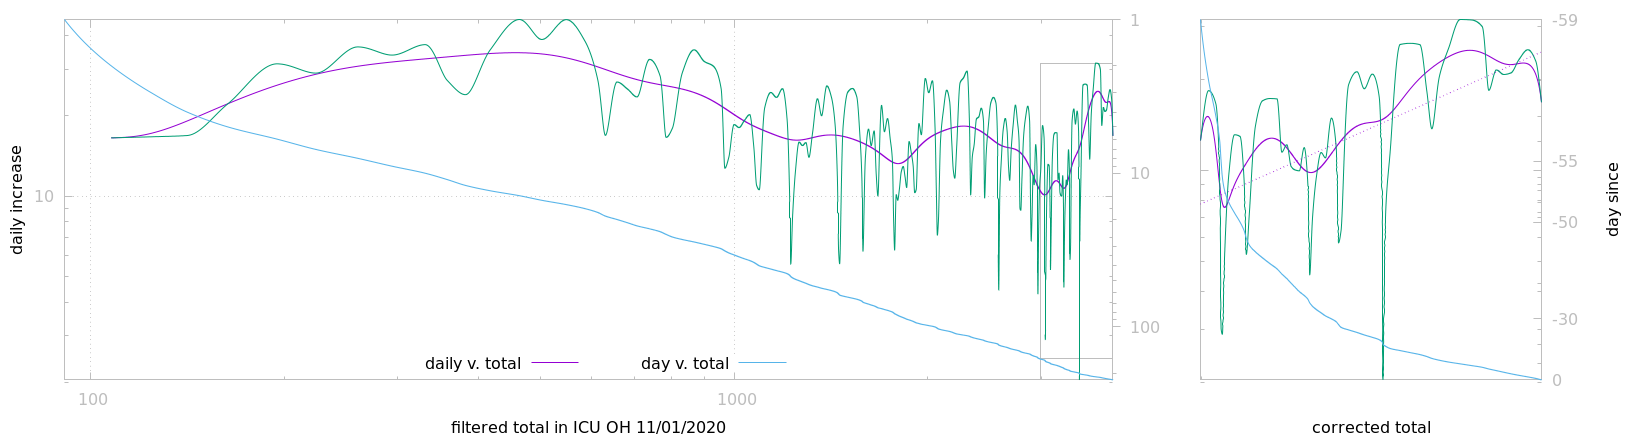 1
-59
10
-55
daily increase
10
day since
-50
100
-30
daily v. total
day v. total
0
100
1000
filtered total in ICU OH 11/01/2020
corrected total